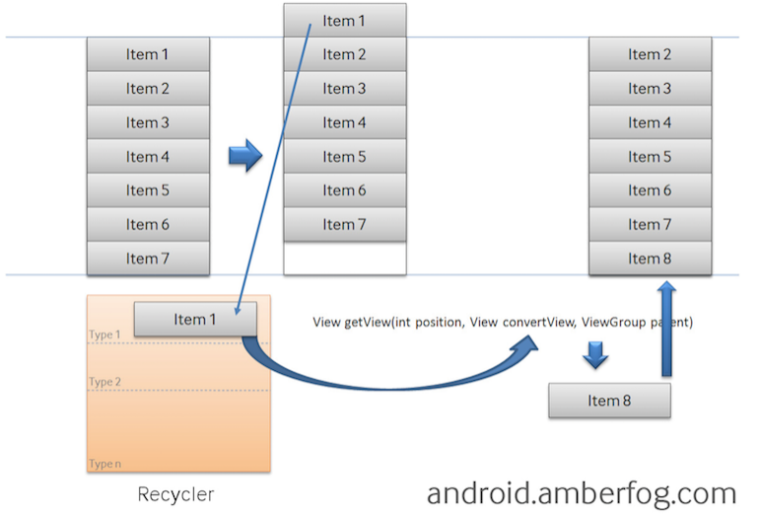 Item 1
Item 2
Item 3
Item 4
Item 5
Item 6
Item 7
Item 1
Item 2
Item 3
Item 4
Item 5
Item 6
Item 7
Item 2
Item 3
Item 4
Item 5
Item 6
Item 7
Item 8
Item 1
Type 1
Type 2
Type n
Recycler
View getView(int position, View convertView, ViewGroup parent)
Item 8
android.amberfog.com